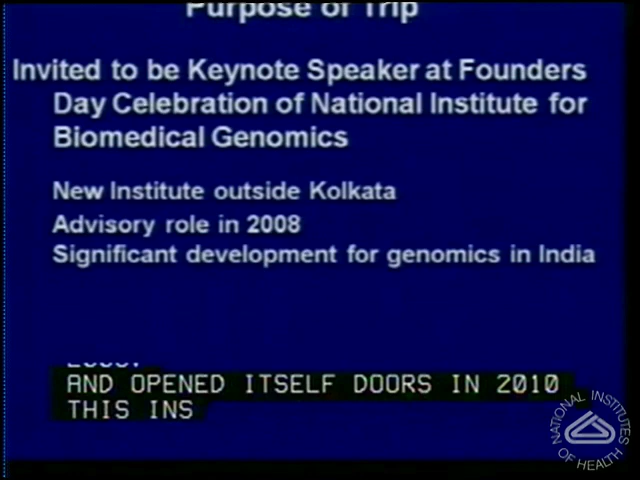 Purpose of Trip
Invited to be Keynote Speaker at Founders
Day Celebration of National Institute for
Biomedical Genomics
New Institute outside Kolkata
Advisory role in 2008
Significant development for genomics in India
AND OPENED ITSELF DOORS IN 2010
THIS INS
NATIONAL INSTITUTES
OF HEALTH